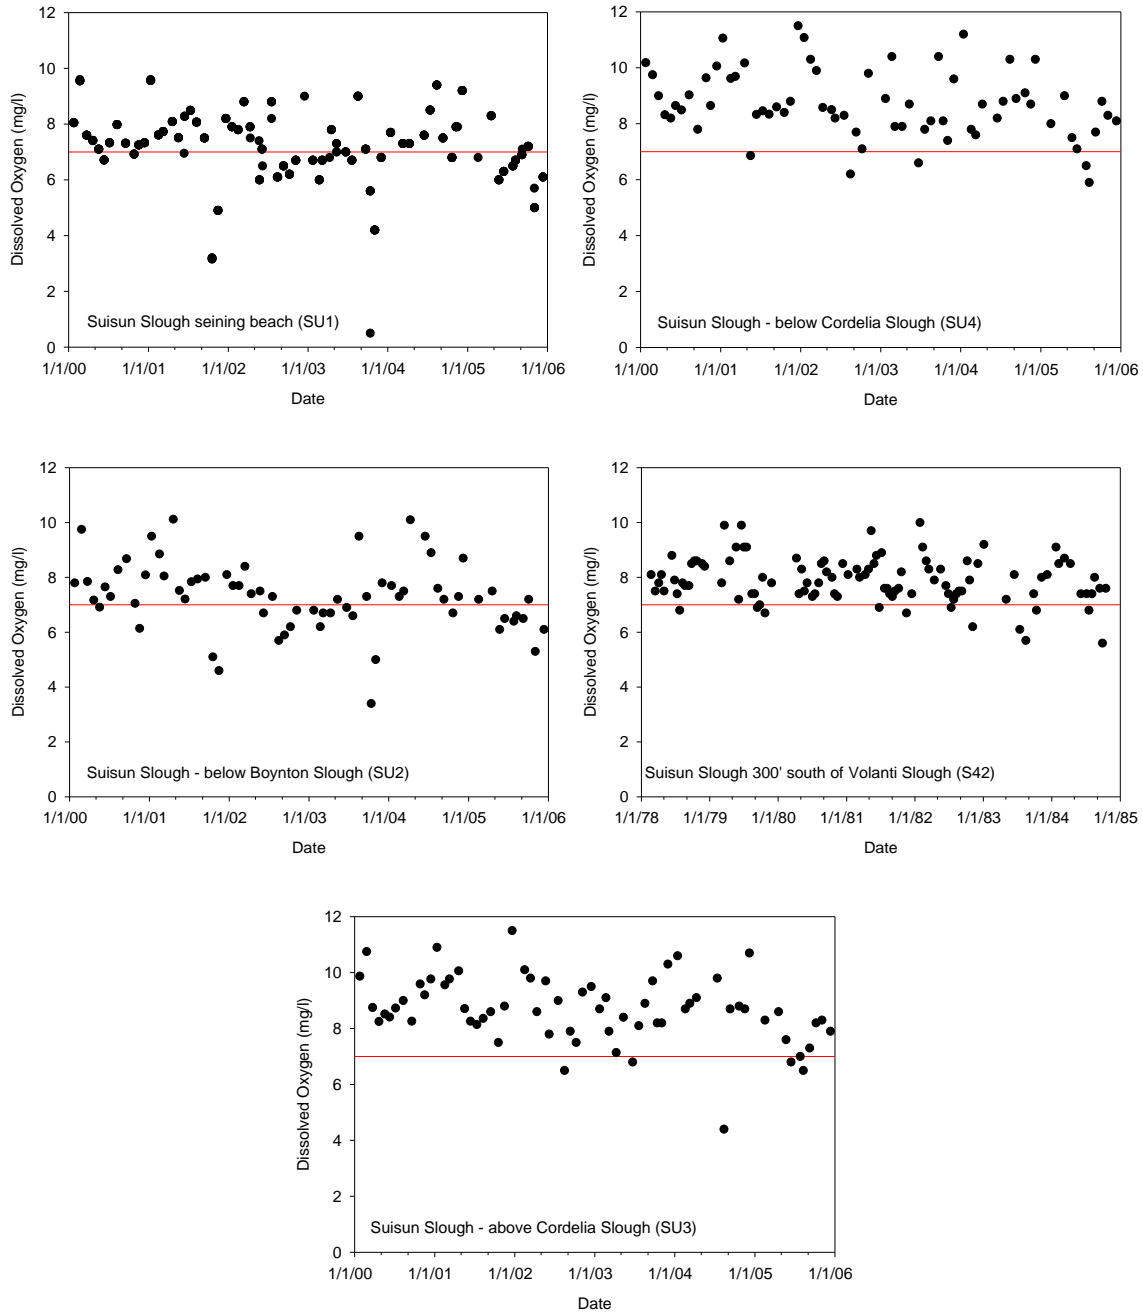 12
10
8
6
4
2
0
Dissolved Oxygen (mg/l)
Suisun Slough seining beach (SU1)
1/1/00 1/1/01 1/1/02 1/1/03 1/1/04 1/1/05 1/1/06
Date
12
10
8
6
4
2
0
Dissolved Oxygen (mg/l)
Suisun Slough - below Cordelia Slough (SU4)
1/1/00 1/1/01 1/1/02 1/1/03 1/1/04 1/1/05 1/1/06
Date
12
10
8
6
4
2
0
Dissolved Oxygen (mg/l)
Suisun Slough - below Boynton Slough (SU2)
1/1/00 1/1/01 1/1/02 1/1/03 1/1/04 1/1/05 1/1/06
Date
12
10
8
6
4
2
0
Dissolved Oxygen (mg/l)
Suisun Slough 300' south of Volanti Slough (S42)
1/1/78 1/1/79 1/1/80 1/1/81 1/1/82 1/1/83 1/1/84 1/1/85
Date
12
10
8
6
4
2
0
Dissolved Oxygen (mg/l)
Suisun Slough - above Cordelia Slough (SU3)
1/1/00 1/1/01 1/1/02 1/1/03 1/1/04 1/1/05 1/1/06
Date